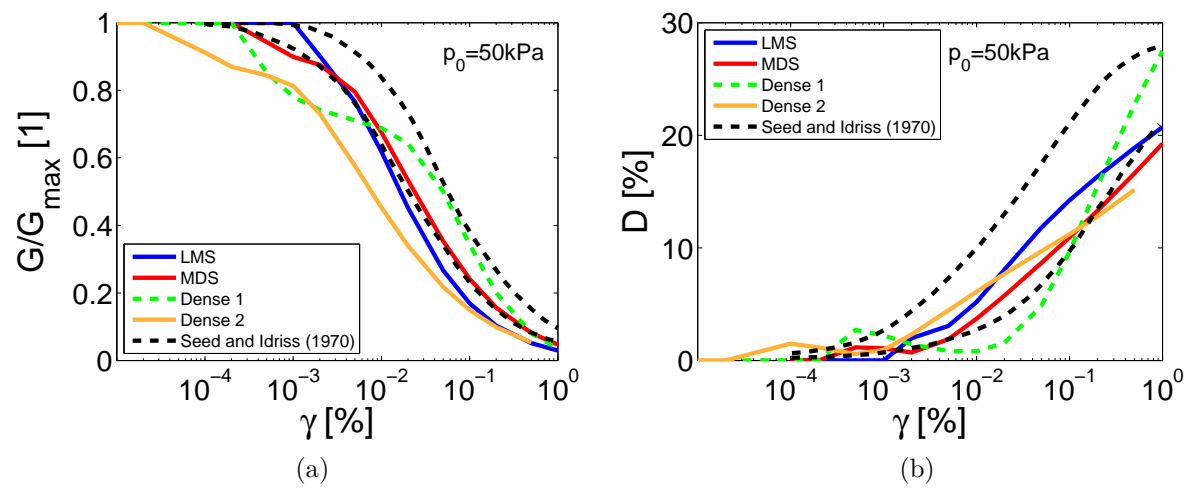 1
0.8
0.6
0.4
0.2
0
G/G_max [1]
p_0=50kPa
LMS
MDS
Dense 1
Dense 2
Seed and Idriss (1970)
10^-4 10^-3 10^-2 10^-1 10^0
γ [%]
(a)
30
20
10
0
D [%]
LMS
MDS
Dense 1
Dense 2
Seed and Idriss (1970)
p_0=50kPa
10^-4 10^-3 10^-2 10^-1 10^0
γ [%]
(b)